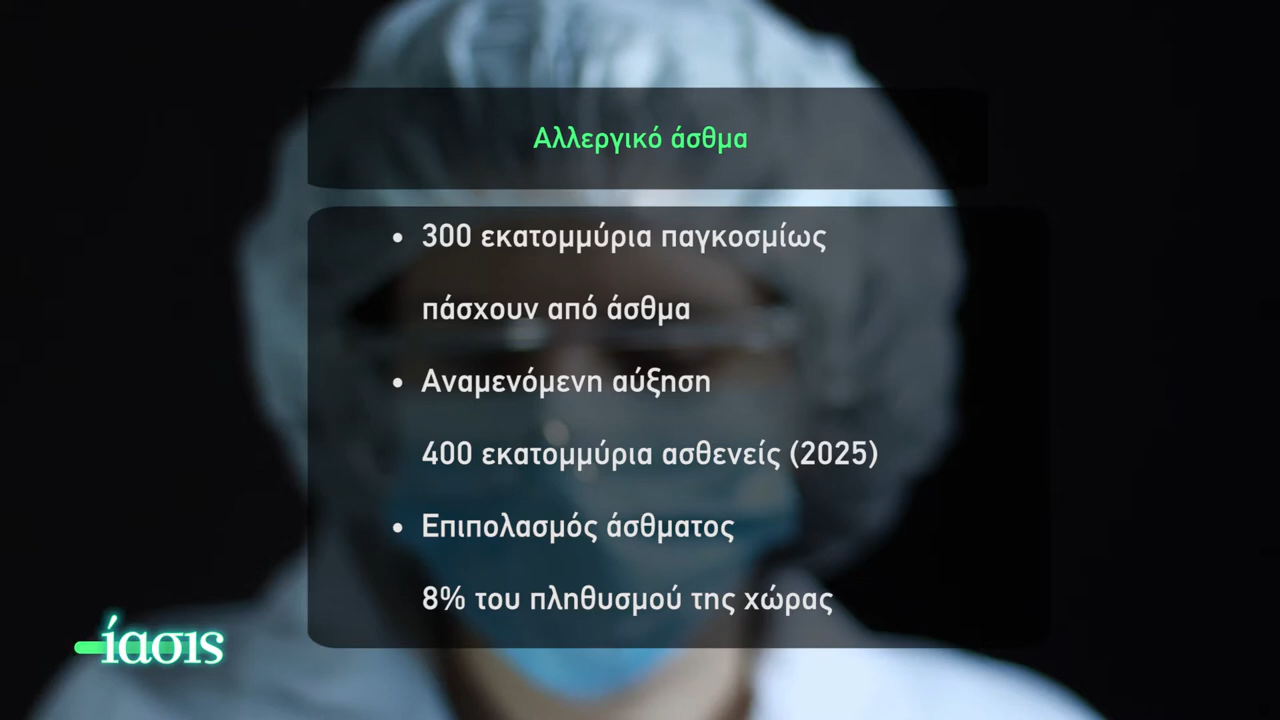 Αλλεργικό άσθμα
• 300 εκατομμύρια παγκοσμίως
πάσχουν από άσθμα
• Αναμενόμενη αύξηση
400 εκατομμύρια ασθενείς (2025)
• Επιπολασμός άσθματος
8% του πληθυσμού της χώρας
ίασις